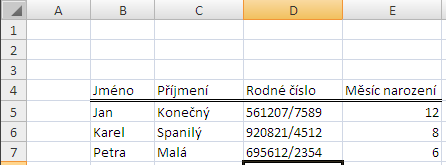 A B C D E
1
2
3
4 Jméno Příjmení Rodné číslo Měsíc narození
5 Jan Konečný 561207/7589 12
6 Karel Spanilý 920821/4512 8
7 Petra Malá 695612/2354 6